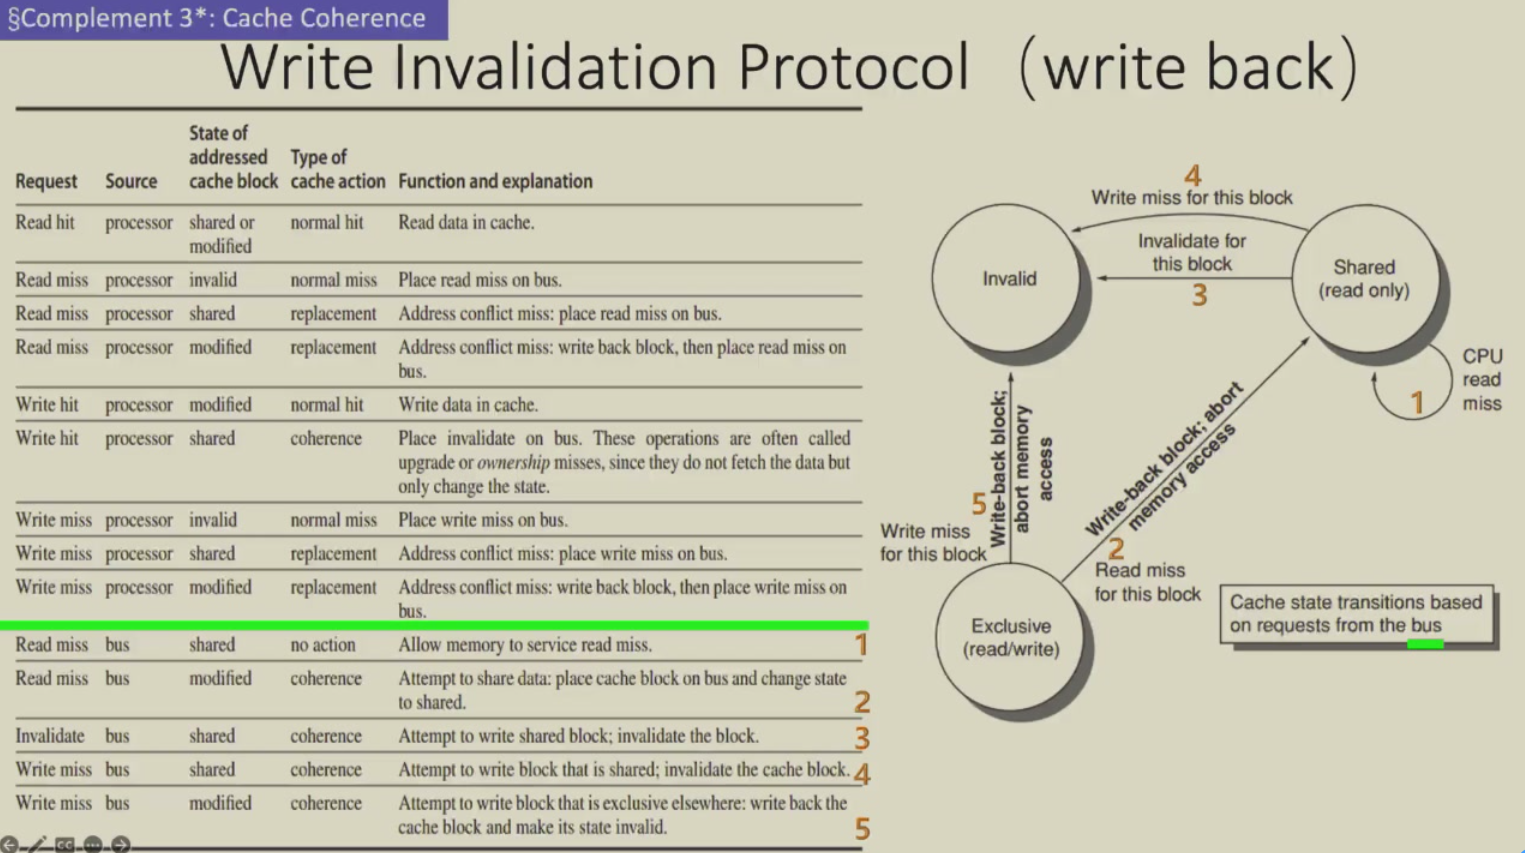 §Complement 3*: Cache Coherence
Write Invalidation Protocol （write back）
Request Source State of addressed cache block Type of cache action Function and explanation
Read hit processor shared or modified normal hit Read data in cache.
Read miss processor invalid normal miss Place read miss on bus.
Read miss processor shared replacement Address conflict miss: place read miss on bus.
Read miss processor modified replacement Address conflict miss: write back block, then place read miss on
bus.
Write hit processor modified normal hit Write data in cache.
Write hit processor shared coherence Place invalidate on bus. These operations are often called
upgrade or ownership misses, since they do not fetch the data but
only change the state.
Write miss processor invalid normal miss Place write miss on bus.
Write miss processor shared replacement Address conflict miss: place write miss on bus.
Write miss processor modified replacement Address conflict miss: write back block, then place write miss on
bus.
Read miss bus shared no action Allow memory to service read miss. 1
Read miss bus modified coherence Attempt to share data: place cache block on bus and change state
to shared. 2
Invalidate bus shared coherence Attempt to write shared block; invalidate the block. 3
Write miss bus shared coherence Attempt to write block that is shared; invalidate the cache block. 4
Write miss bus modified coherence Attempt to write block that is exclusive elsewhere: write back the
cache block and make its state invalid. 5
4
Write miss for this block
Invalidate for
this block
3
Invalid
Shared
(read only)
CPU
read
miss
1
Write-back block;
abort memory
access
5
Write miss
for this block
Write-back block; abort
memory access
2
Read miss
for this block
Exclusive
(read/write)
Cache state transitions based
on requests from the bus
CC